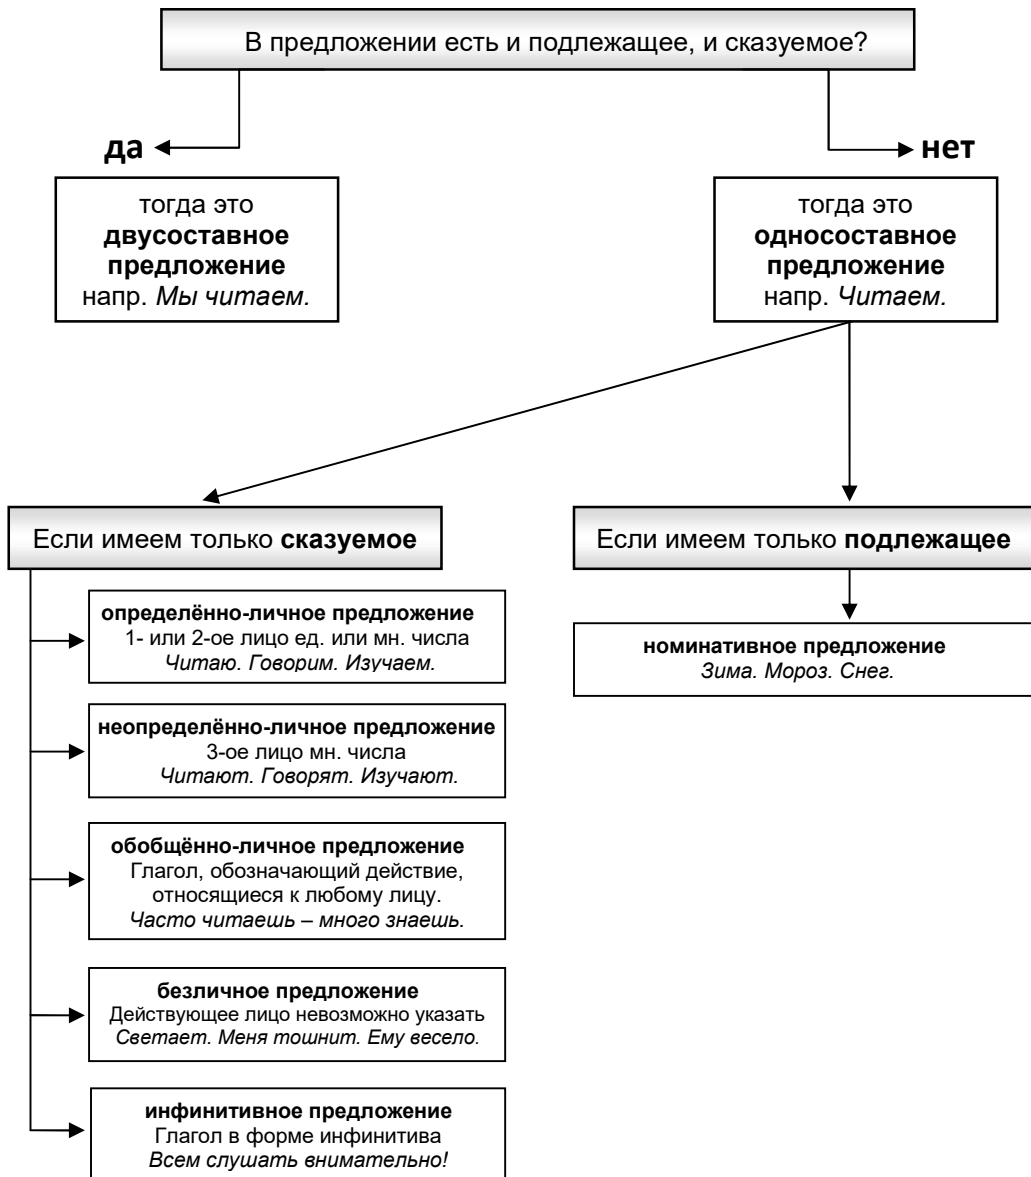 В предложении есть и подлежащее, и сказуемое?
да
нет
тогда это
двусоставное
предложение
напр. Мы читаем.
тогда это
односоставное
предложение
напр. Читаем.
Если имеем только сказуемое
Если имеем только подлежащее
определённо-личное предложение
1- или 2-ое лицо ед. или мн. числа
Читаю. Говорим. Изучаем.
номинативное предложение
Зима. Мороз. Снег.
неопределённо-личное предложение
3-ое лицо мн. числа
Читают. Говорят. Изучают.
обобщённо-личное предложение
Глагол, обозначающий действие,
относящиеся к любому лицу.
Часто читаешь – много знаешь.
безличное предложение
Действующее лицо невозможно указать
Светает. Меня тошнит. Ему весело.
инфинитивное предложение
Глагол в форме инфинитива
Всем слушать внимательно!